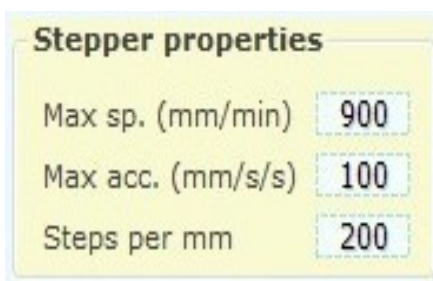 Stepper properties
Max sp. (mm/min) 900
Max acc. (mm/s/s) 100
Steps per mm 200